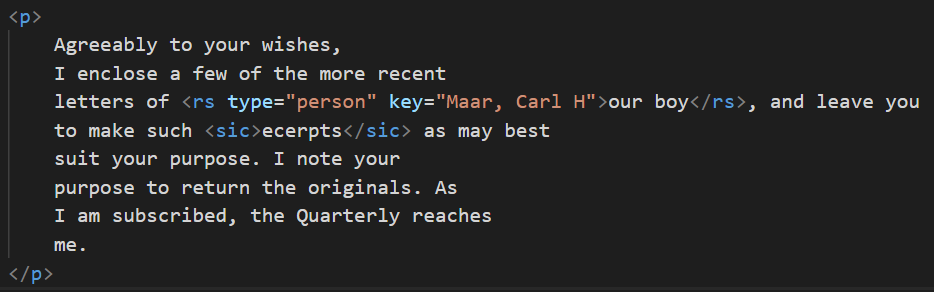 <p>
Agreeably to your wishes,
I enclose a few of the more recent
letters of <rs type="person" key="Maar, Carl H">our boy</rs>, and leave you
to make such <sic>ecerpts</sic> as may best
suit your purpose. I note your
purpose to return the originals. As
I am subscribed, the Quarterly reaches
me.
</p>